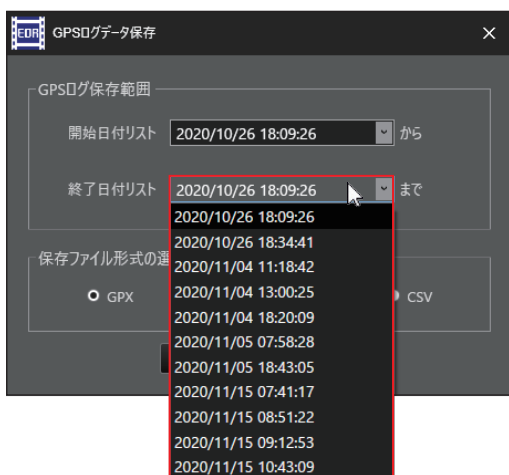 EDR GPSログデータ保存
GPSログ保存範囲
開始日付リスト 2020/10/26 18:09:26 から
終了日付リスト 2020/10/26 18:09:26 まで
2020/10/26 18:09:26
2020/10/26 18:34:41
保存ファイル形式の選
2020/11/04 11:18:42
GPX 2020/11/04 13:00:25 CSV
2020/11/04 18:20:09
2020/11/05 07:58:28
2020/11/05 18:43:05
2020/11/15 07:41:17
2020/11/15 08:51:22
2020/11/15 09:12:53
2020/11/15 10:43:09